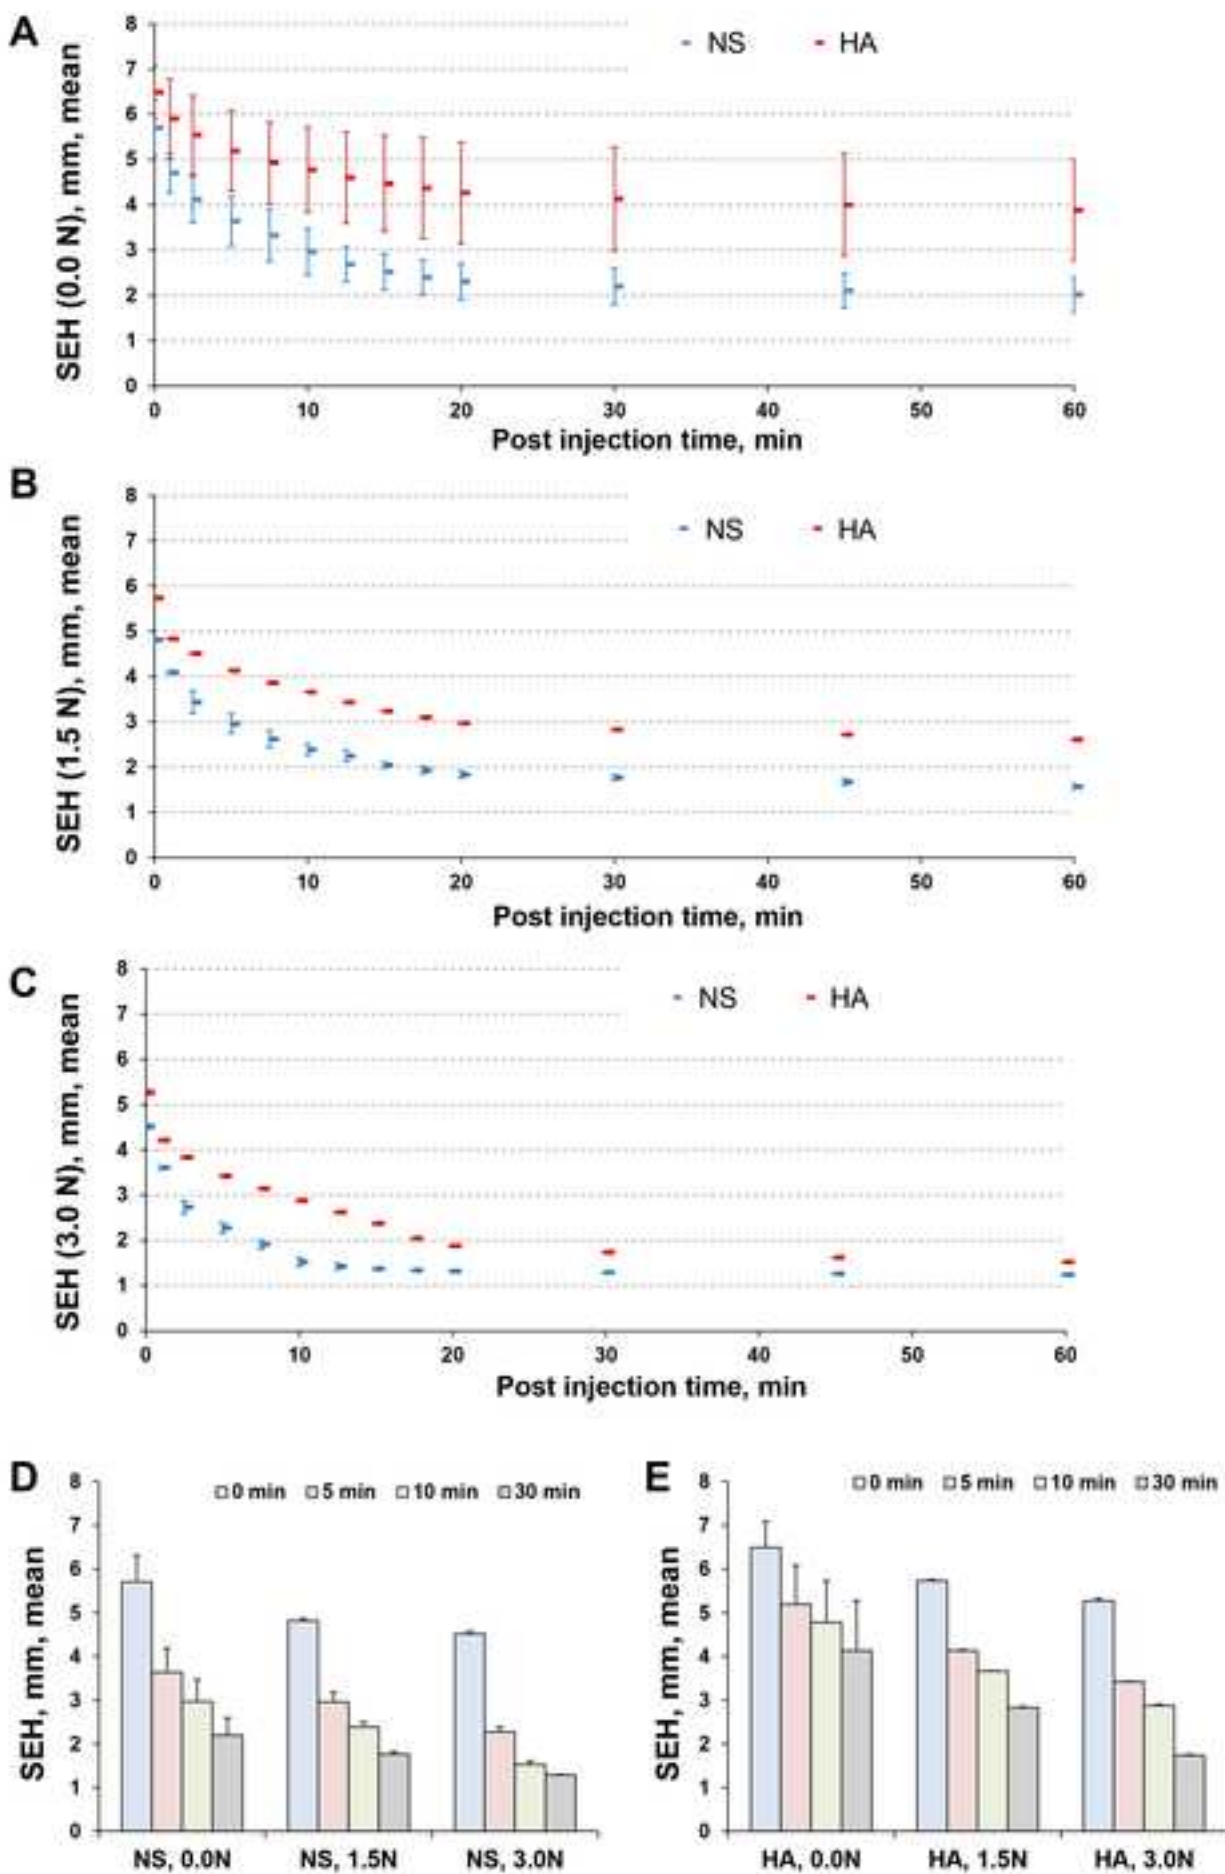 A
SEH (0.0 N), mm, mean
8
7
6
5
4
3
2
1
0
NS HA
0 10 20 30 40 50 60
Post injection time, min
B
SEH (1.5 N), mm, mean
8
7
6
5
4
3
2
1
0
NS HA
0 10 20 30 40 50 60
Post injection time, min
C
SEH (3.0 N), mm, mean
8
7
6
5
4
3
2
1
0
NS HA
0 10 20 30 40 50 60
Post injection time, min
D
SEH, mm, mean
8
7
6
5
4
3
2
1
0
0 min 5 min 10 min 30 min
NS, 0.0N NS, 1.5N NS, 3.0N
E
SEH, mm, mean
8
7
6
5
4
3
2
1
0
0 min 5 min 10 min 30 min
HA, 0.0N HA, 1.5N HA, 3.0N